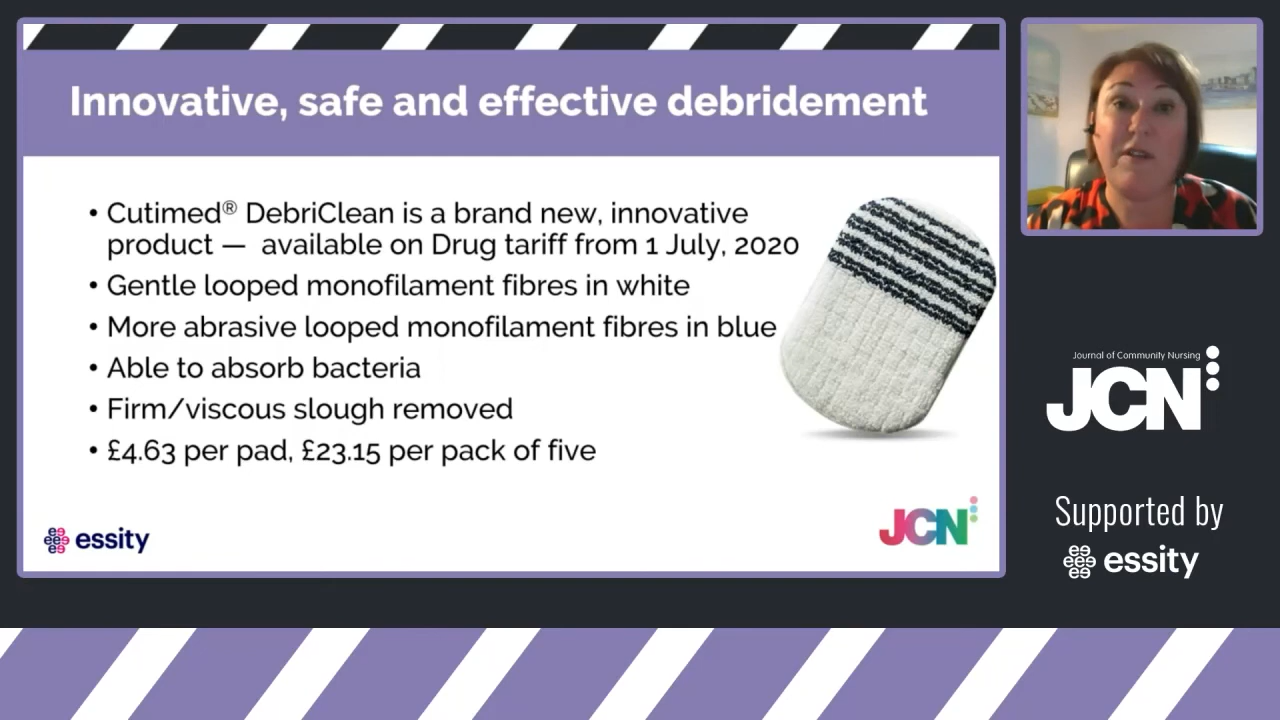 Innovative, safe and effective debridement
• Cutimed® DebriClean is a brand new, innovative
product — available on Drug tariff from 1 July, 2020
• Gentle looped monofilament fibres in white
• More abrasive looped monofilament fibres in blue
• Able to absorb bacteria
• Firm/viscous slough removed
• £4.63 per pad, £23.15 per pack of five
essity
JCN
Journal of Community Nursing
JCN
Supported by
essity